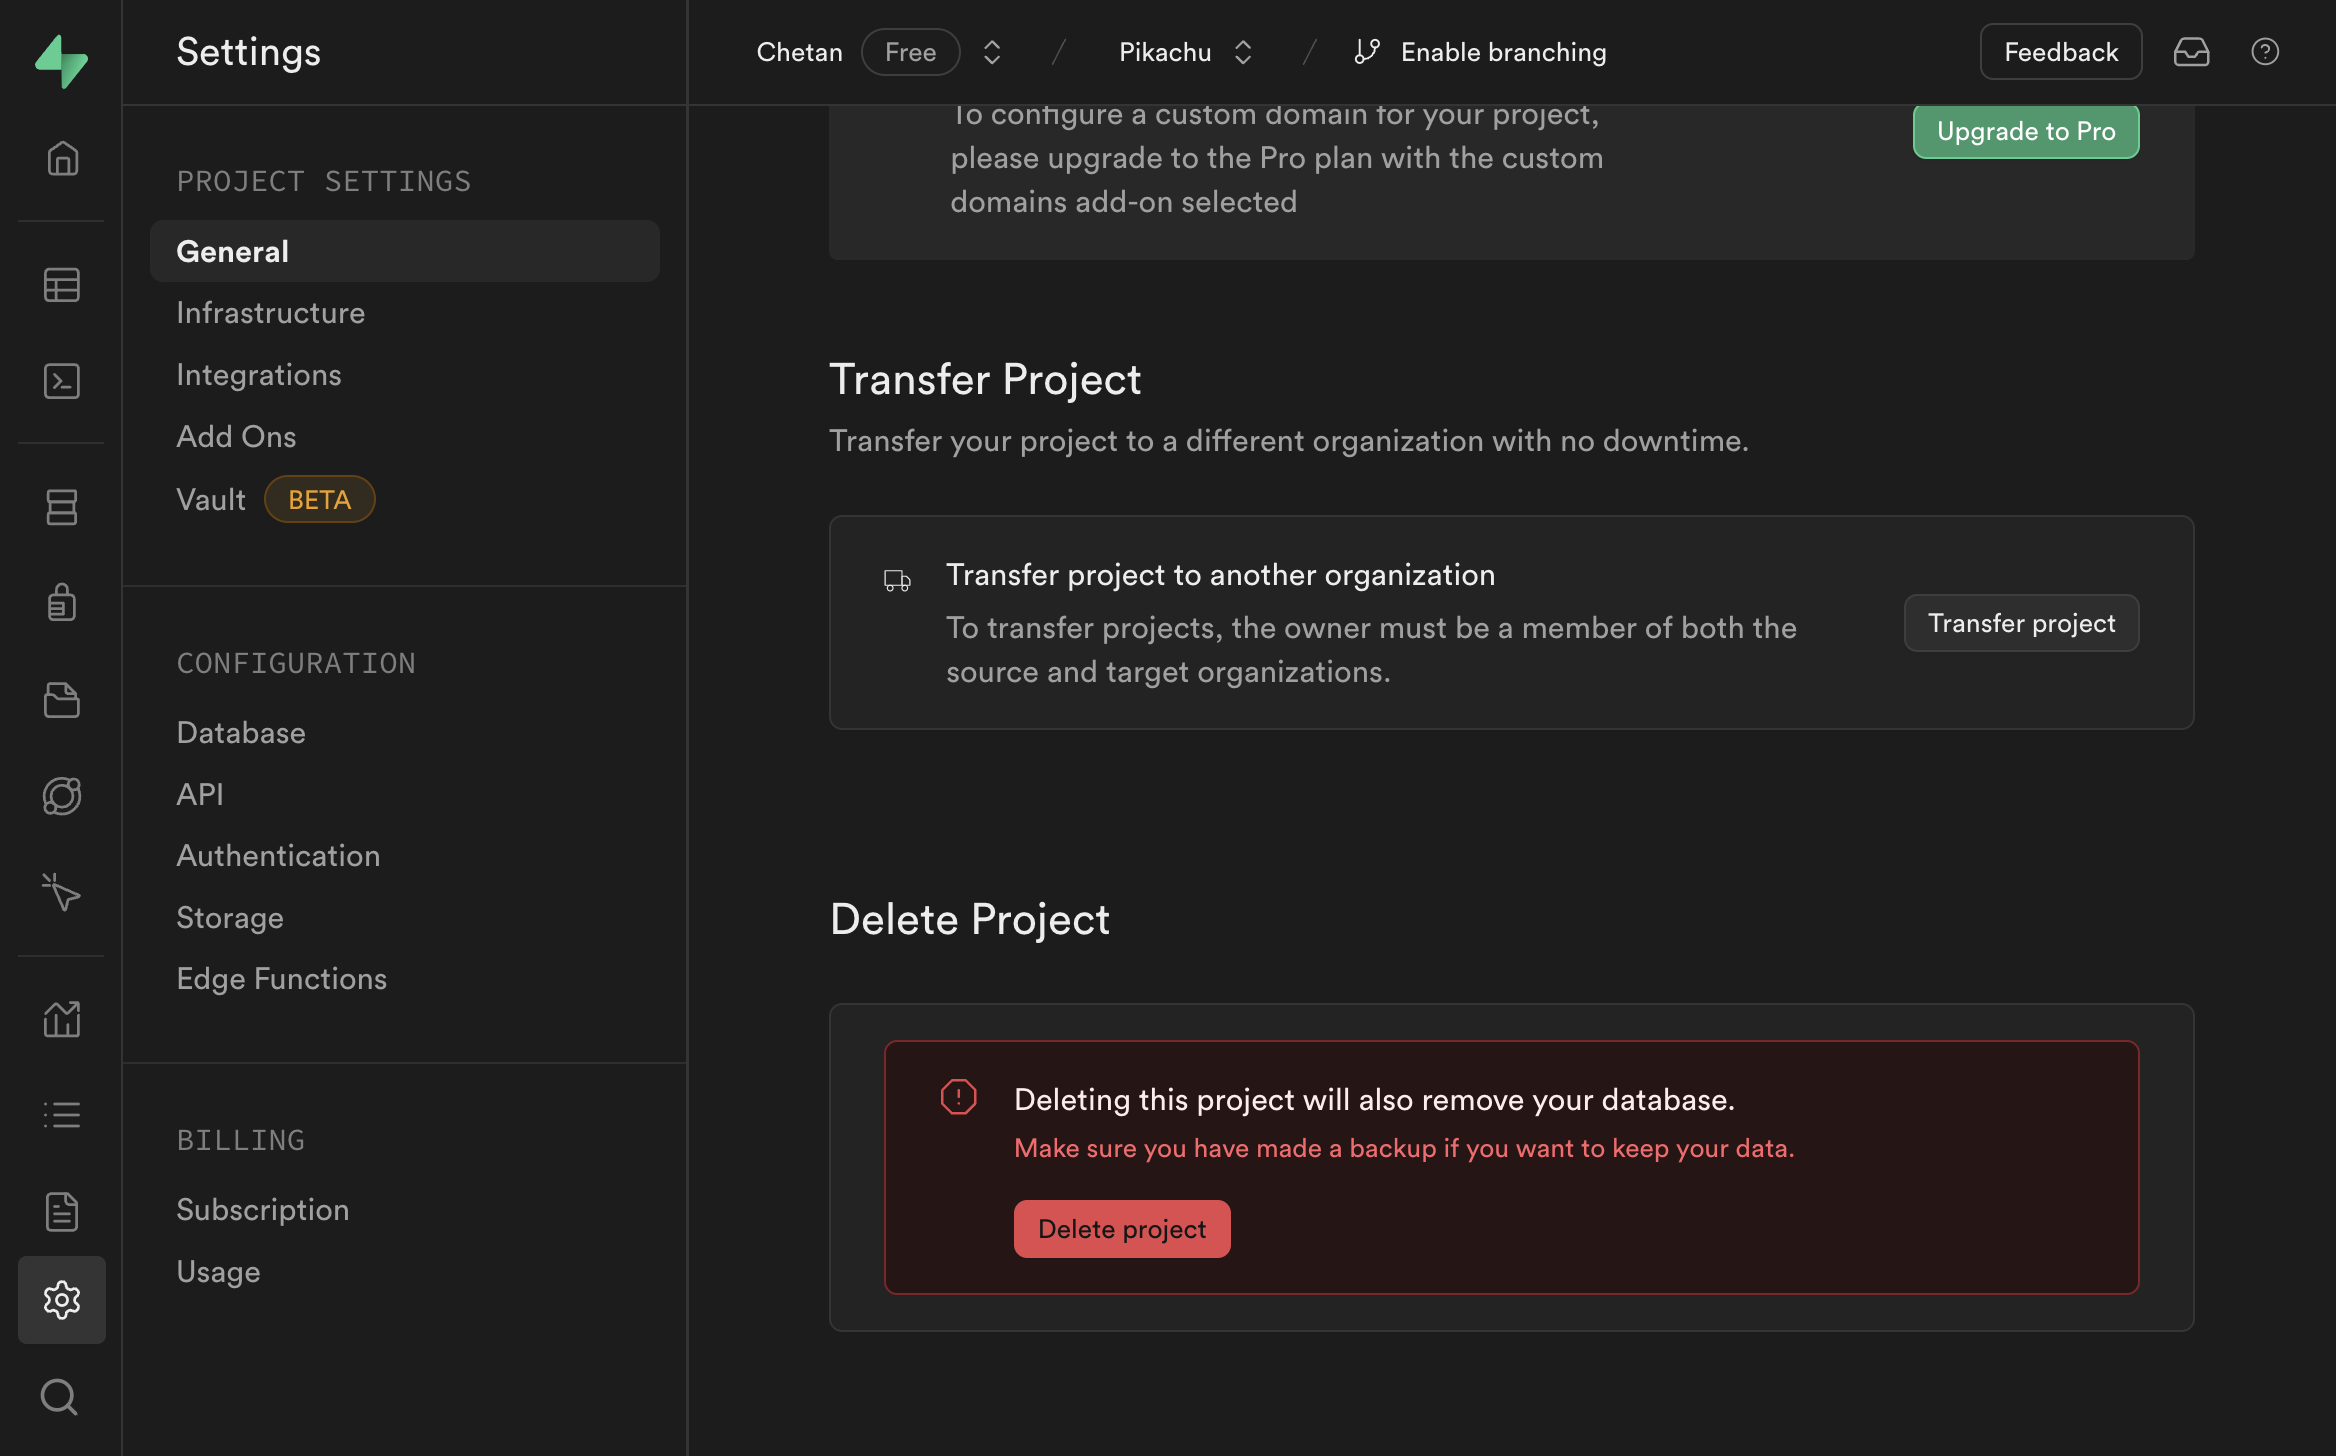 Settings
Chetan Free / Pikachu / Enable branching
Feedback
PROJECT SETTINGS
General
Infrastructure
Integrations
Add Ons
Vault BETA
CONFIGURATION
Database
API
Authentication
Storage
Edge Functions
BILLING
Subscription
Usage
To configure a custom domain for your project,
please upgrade to the Pro plan with the custom
domains add-on selected
Upgrade to Pro
Transfer Project
Transfer your project to a different organization with no downtime.
Transfer project to another organization
To transfer projects, the owner must be a member of both the
source and target organizations.
Transfer project
Delete Project
Deleting this project will also remove your database.
Make sure you have made a backup if you want to keep your data.
Delete project